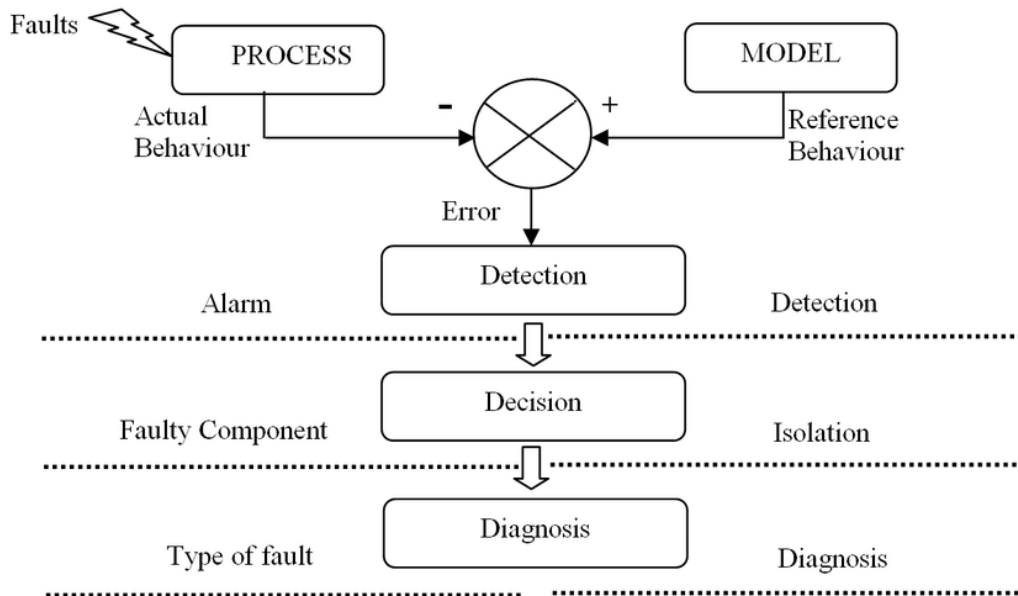 Faults
PROCESS
MODEL
Actual
Behaviour
-
+
Reference
Behaviour
Error
Detection
Alarm
Detection
Decision
Faulty Component
Isolation
Diagnosis
Type of fault
Diagnosis